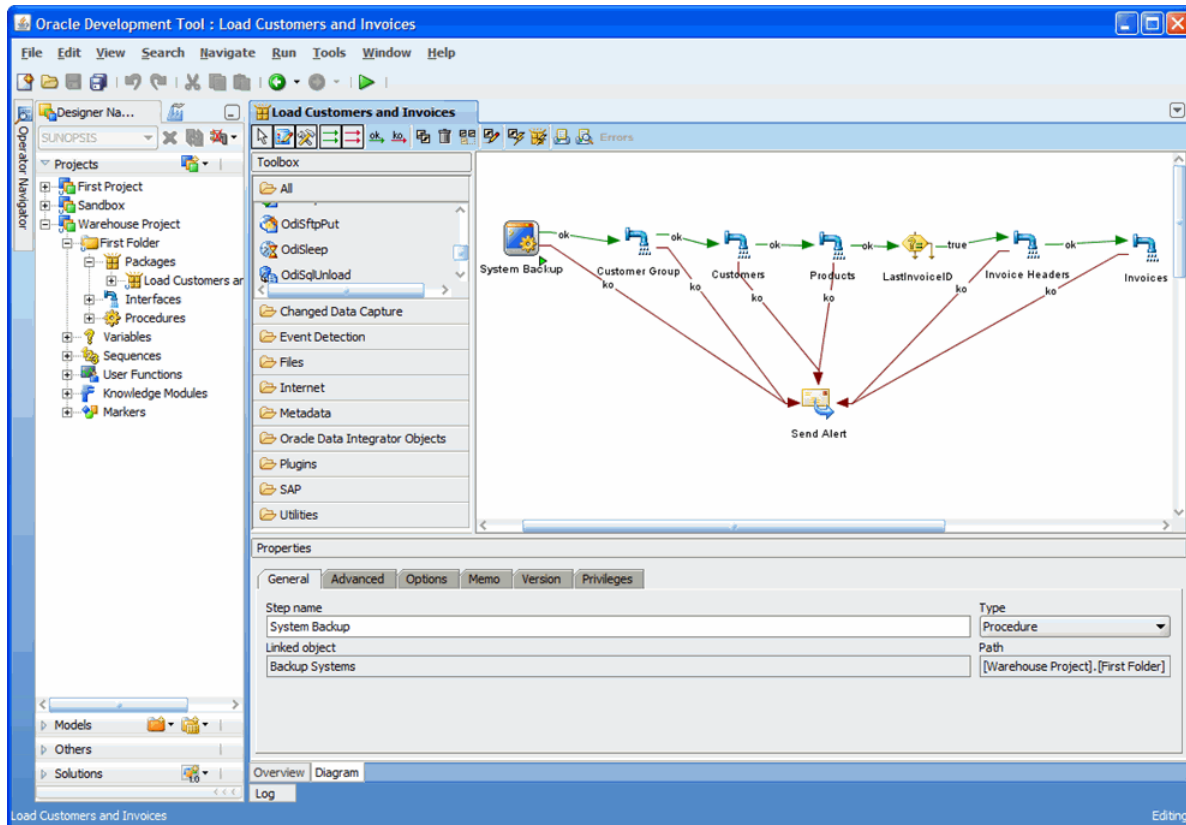 Oracle Development Tool : Load Customers and Invoices
File Edit View Search Navigate Run Tools Window Help
Operator Navigator
Designer Na...
SUNOPSIS
Projects
First Project
Sandbox
Warehouse Project
First Folder
Packages
Load Customers ar
Interfaces
Procedures
Variables
Sequences
User Functions
Knowledge Modules
Markers
Models
Others
Solutions
Load Customers and Invoices
ok ko Errors
Toolbox
All
OdiSftpPut
OdiSleep
OdiSqlUnload
Changed Data Capture
Event Detection
Files
Internet
Metadata
Oracle Data Integrator Objects
Plugins
SAP
Utilities
ok ok ok ok true ok
System Backup Customer Group Customers Products LastInvoiceID Invoice Headers Invoices
ko ko ko ko ko ko
Send Alert
Properties
General Advanced Options Memo Version Privileges
Step name Type
System Backup Procedure
Linked object Path
Backup Systems [Warehouse Project].[First Folder]
Overview Diagram
Log
Load Customers and Invoices Editing